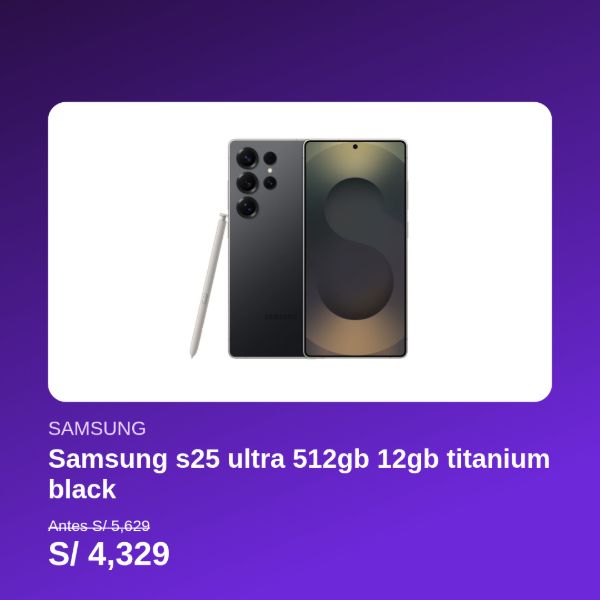 SAMSUNG
Samsung s25 ultra 512gb 12gb titanium
black
Antes S/ 5,629
S/ 4,329